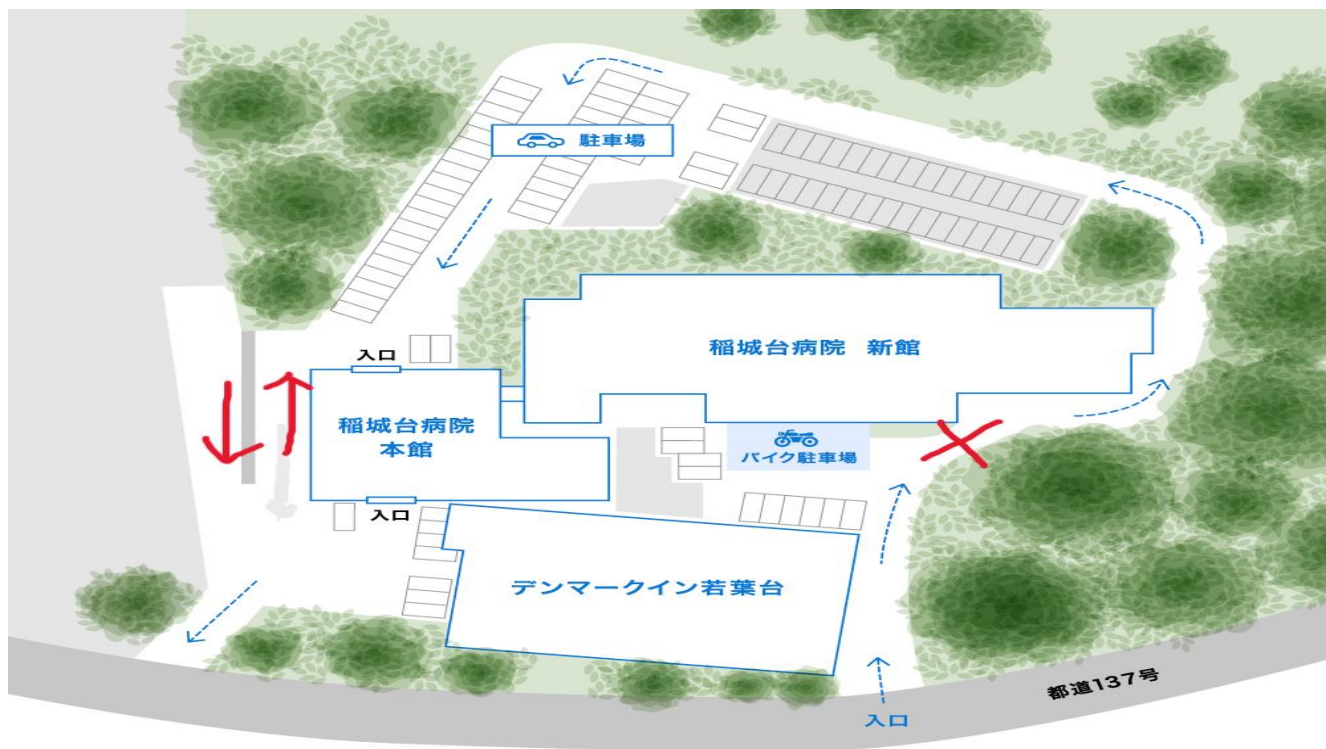 駐車場
稲城台病院 新館
入口
稲城台病院
本館
バイク駐車場
入口
デンマークイン若葉台
都道137号
入口